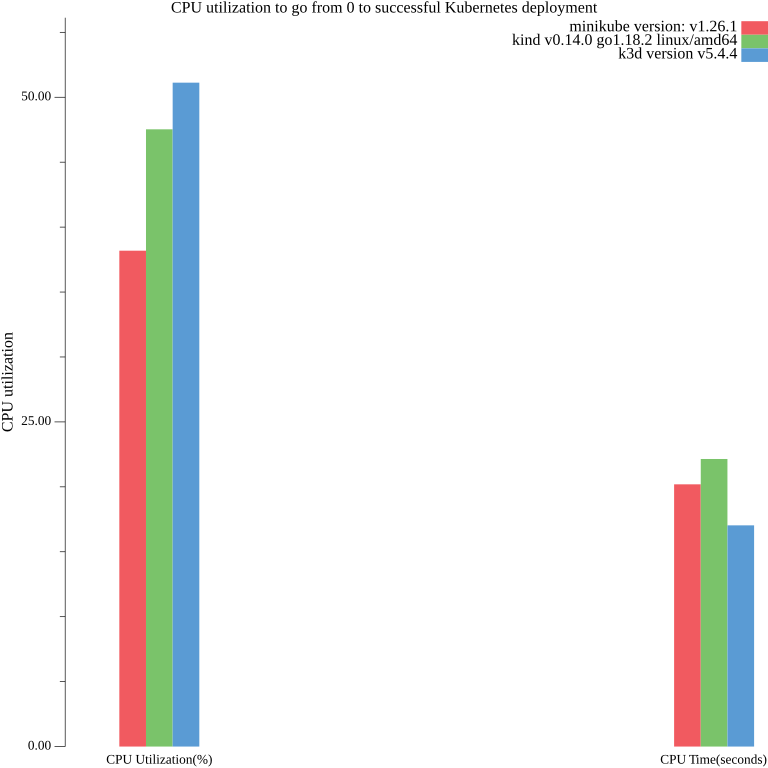 CPU utilization to go from 0 to successful Kubernetes deployment
minikube version: v1.26.1
kind v0.14.0 go1.18.2 linux/amd64
k3d version v5.4.4
50.00
25.00
0.00
CPU utilization
CPU Utilization(%)
CPU Time(seconds)